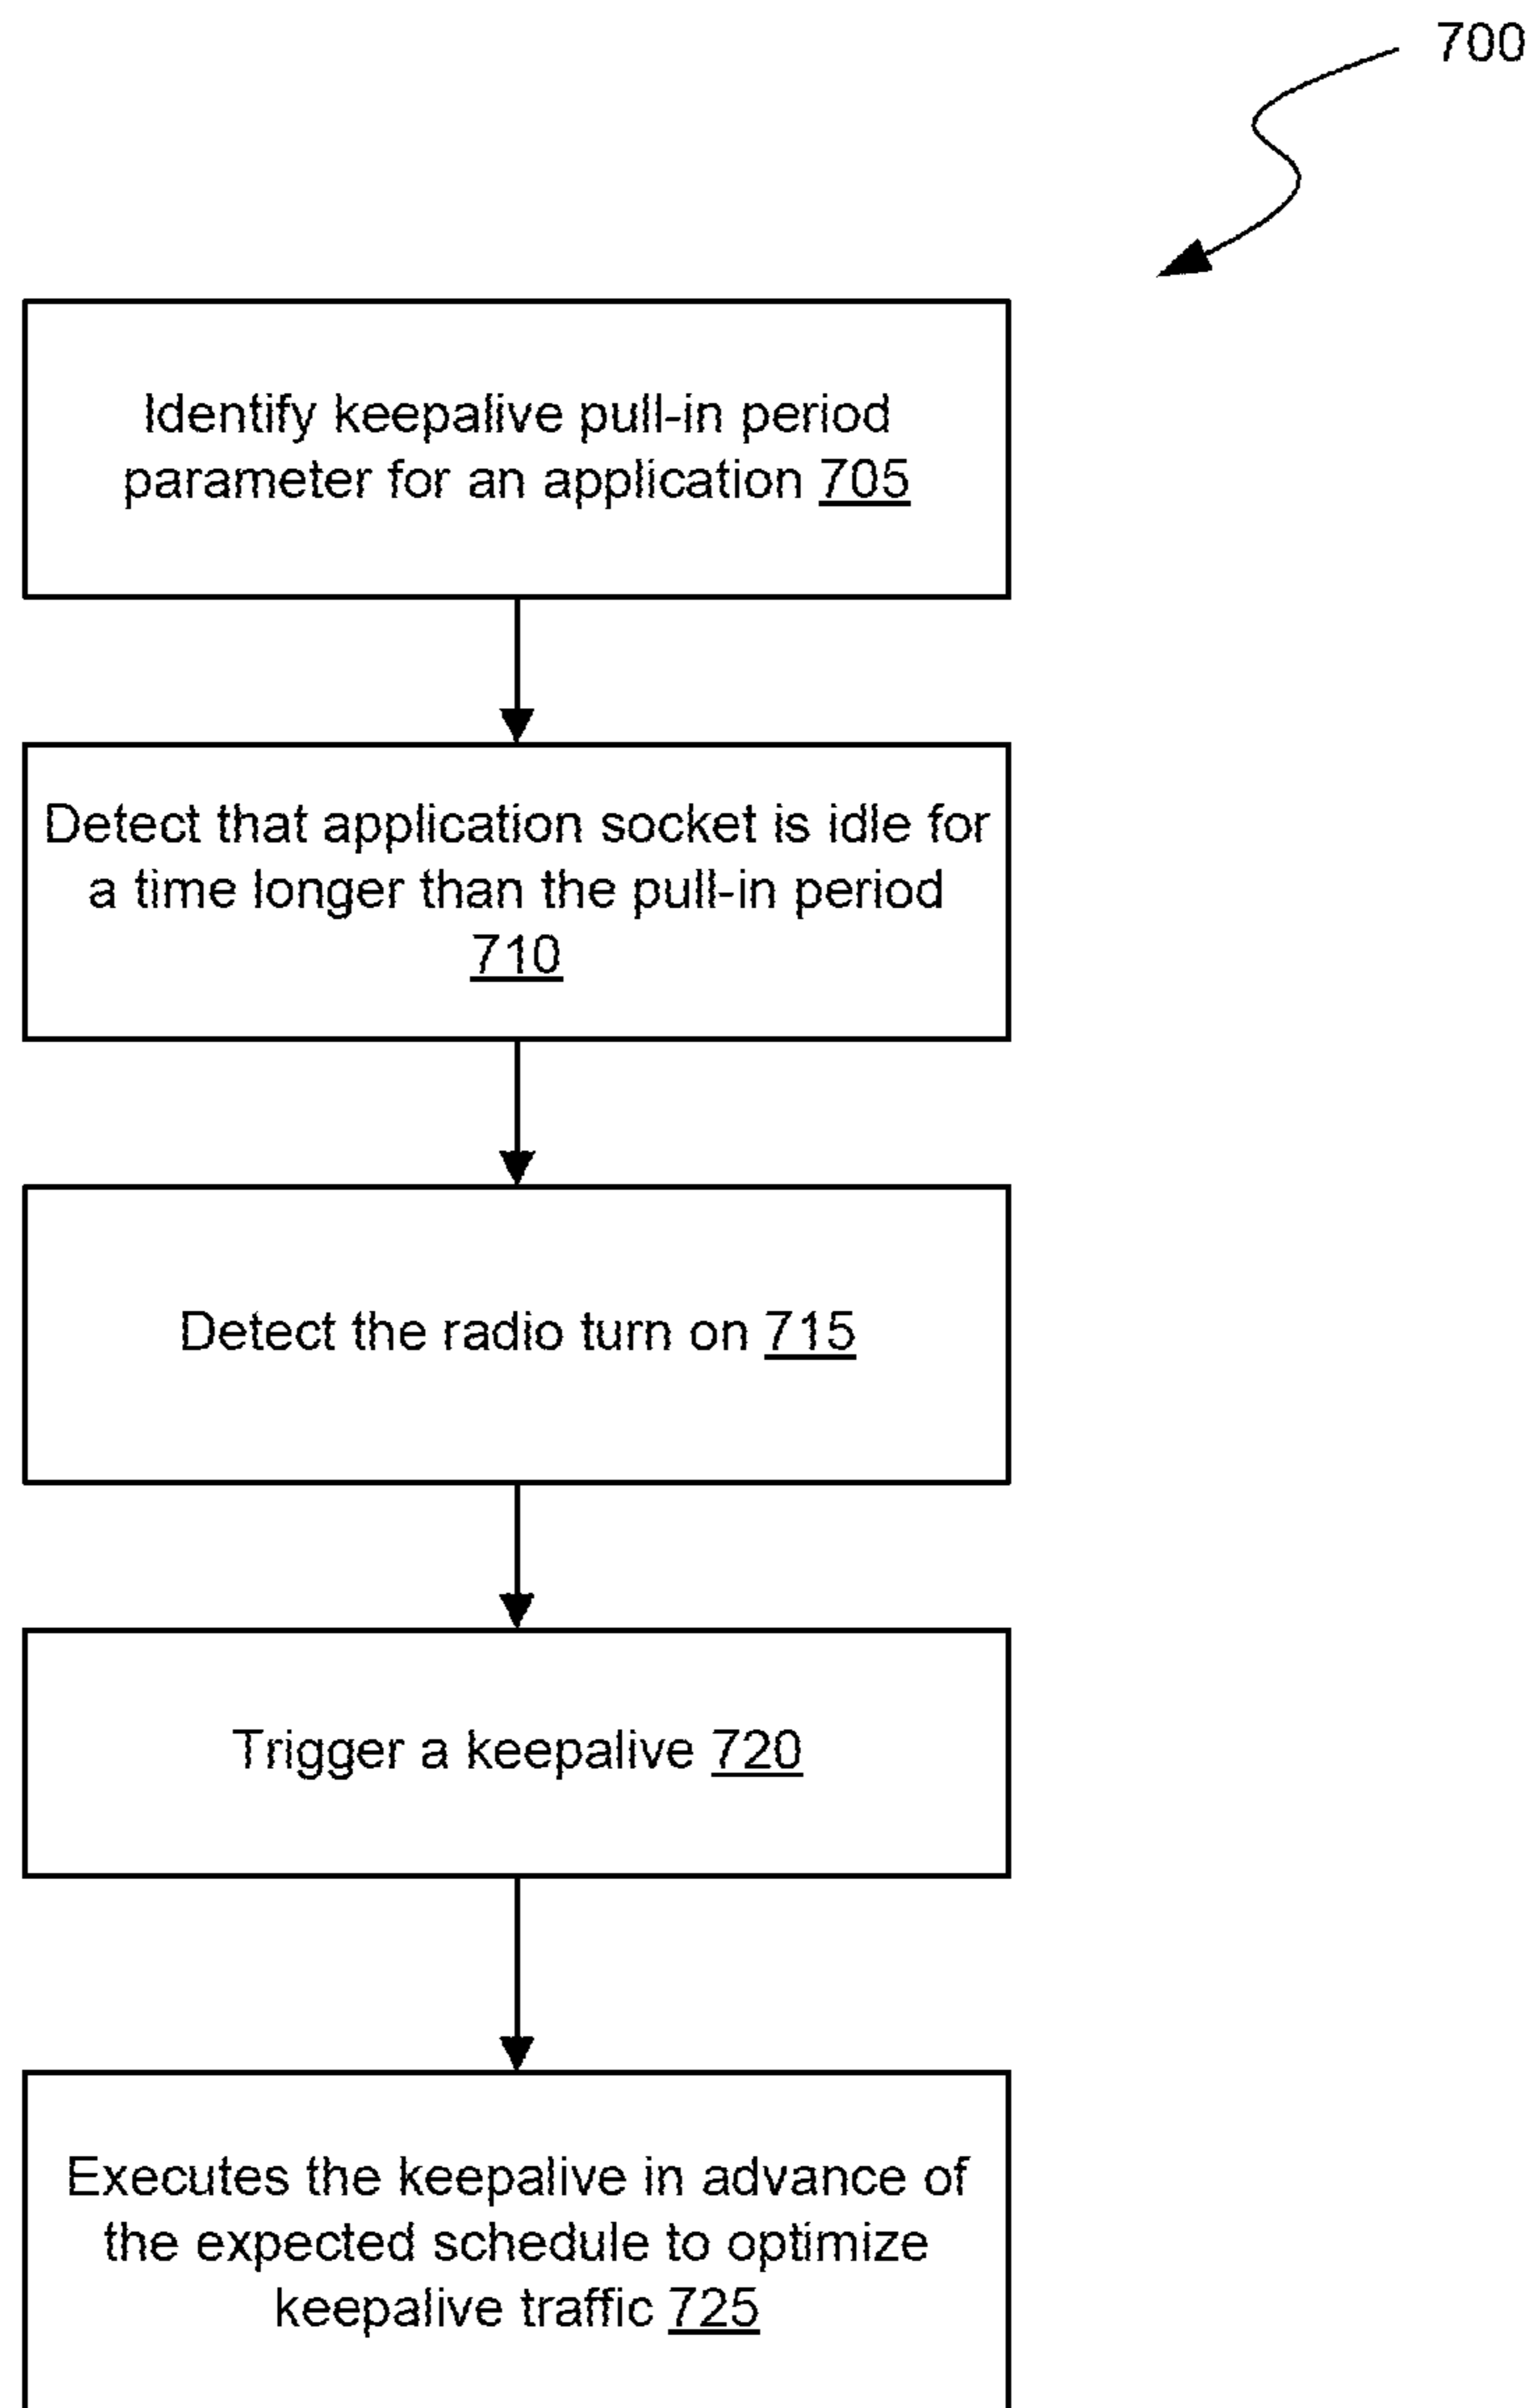 700
Identify keepalive pull-in period
parameter for an application 705
Detect that application socket is idle for
a time longer than the pull-in period
710
Detect the radio turn on 715
Trigger a keepalive 720
Executes the keepalive in advance of
the expected schedule to optimize
keepalive traffic 725